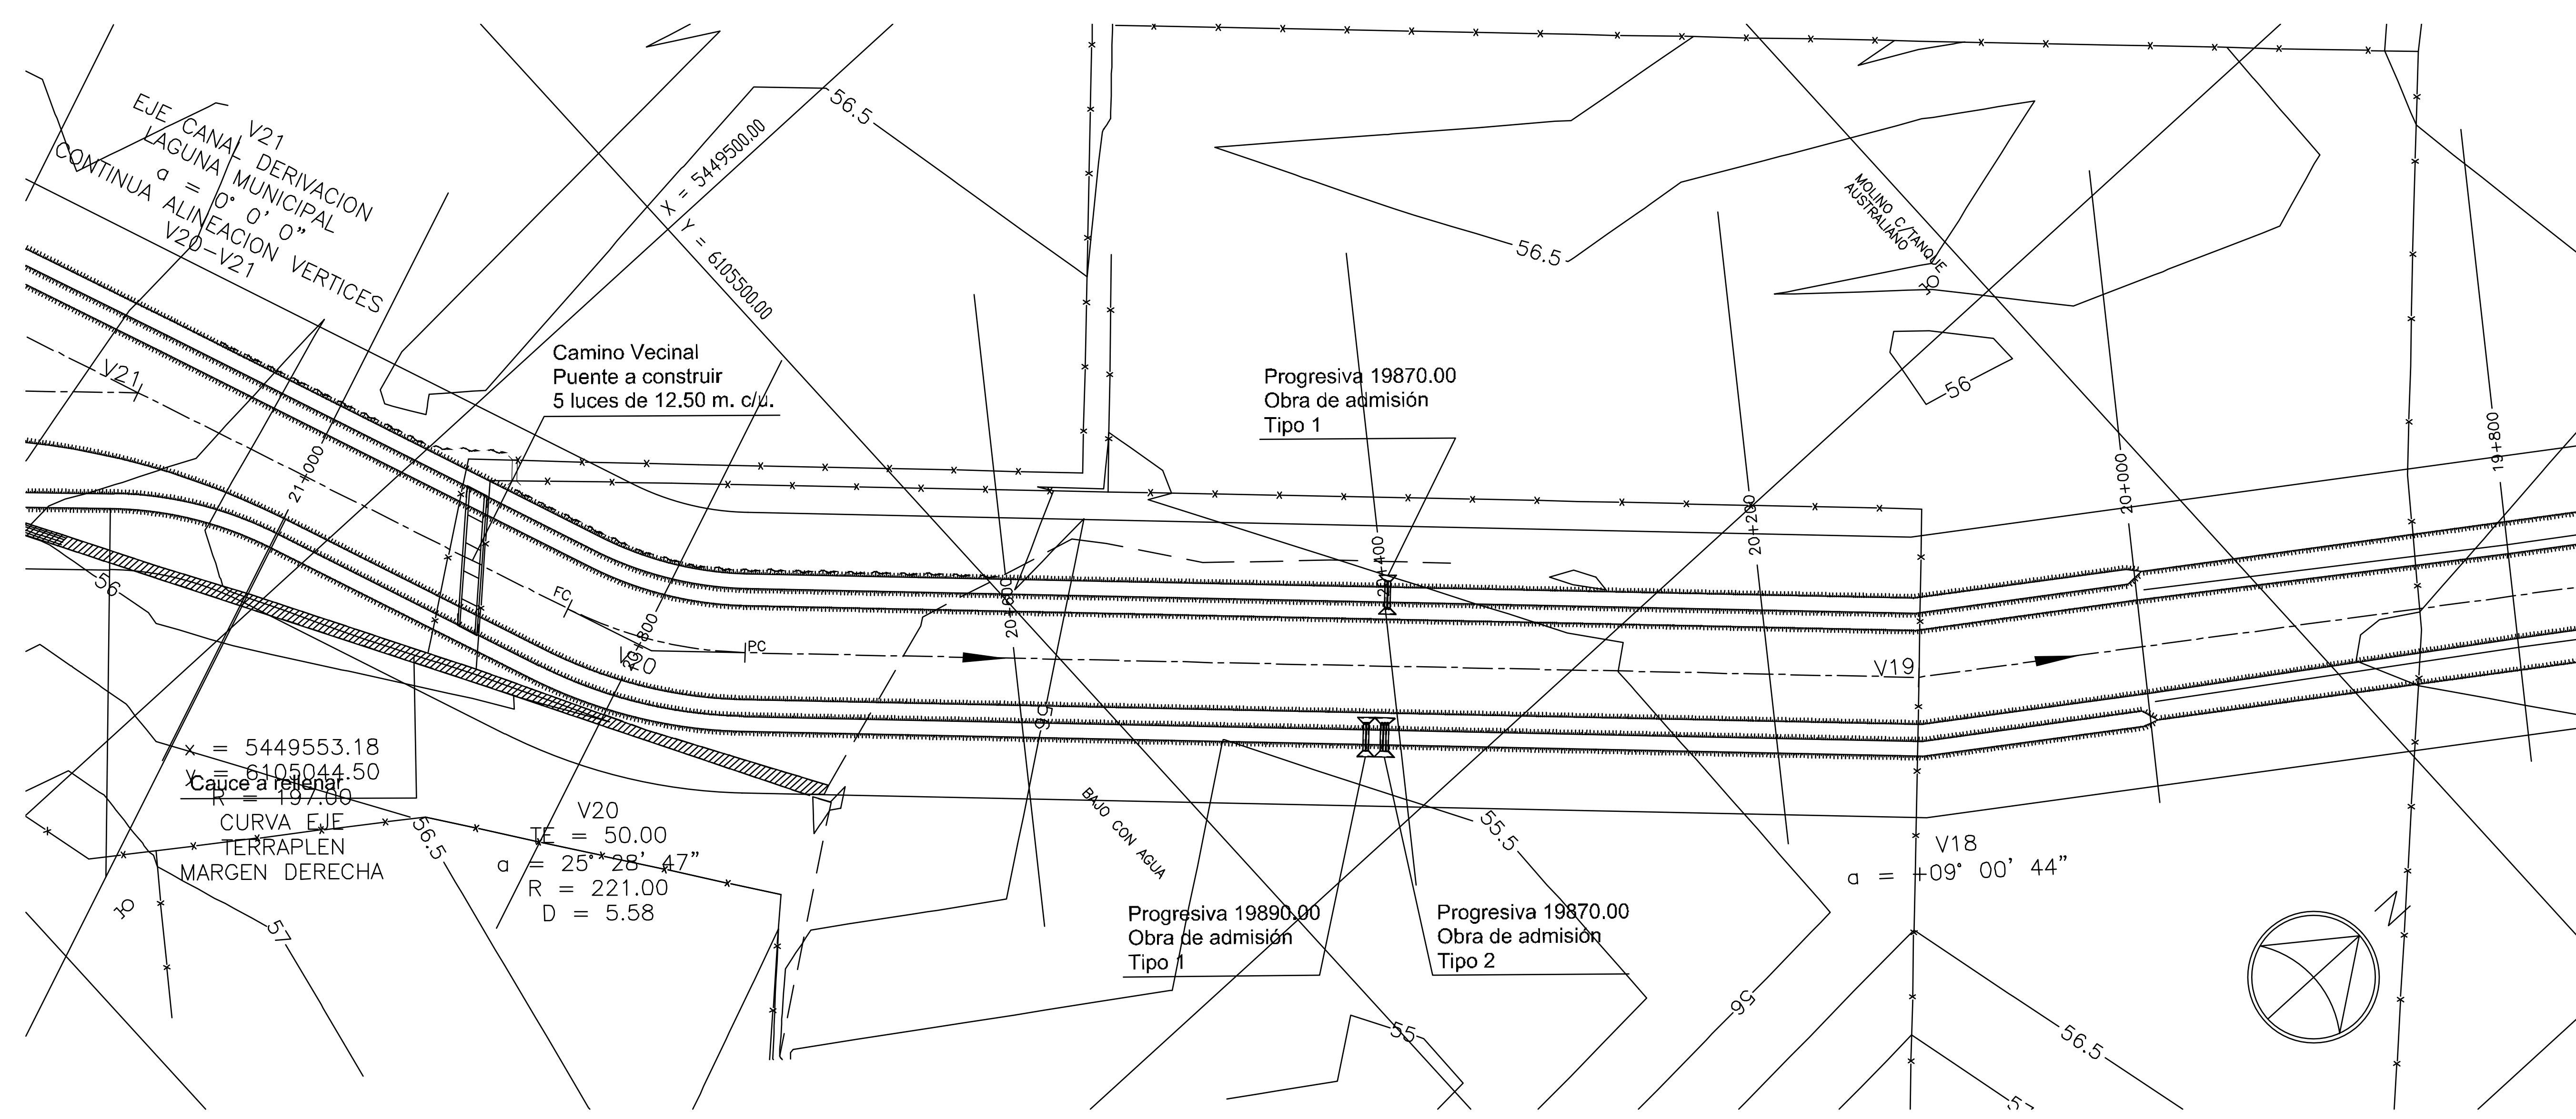 V21
EJE CANAL DERIVACION
LAGUNA MUNICIPAL
a = 0° 0' 0"
CONTINUA ALINEACION VERTICES
V20-V21
56.5
X = 5449500.00
Y = 6105500.00
56.5
MOLINO C/TANQUE
AUSTRALIANO
56
Camino Vecinal
Puente a construir
5 luces de 12.50 m. c/u.
Progresiva 19870.00
Obra de admisión
Tipo 1
V21
21+000
20+800
20+600
20+400
20+200
20+000
19+800
56
FC
V20
PC
V19
56
x = 5449553.18
y = 6105044.50
R = 197.00
CURVA EJE
TERRAPLEN
MARGEN DERECHA
Cauce a rellenar
56.5
57
V20
TE = 50.00
a = 25° 28' 47"
R = 221.00
D = 5.58
BAJO CON AGUA
55.5
V18
a = +09° 00' 44"
Progresiva 19890.00
Obra de admisión
Tipo 1
Progresiva 19870.00
Obra de admisión
Tipo 2
55
56
56.5
57
N